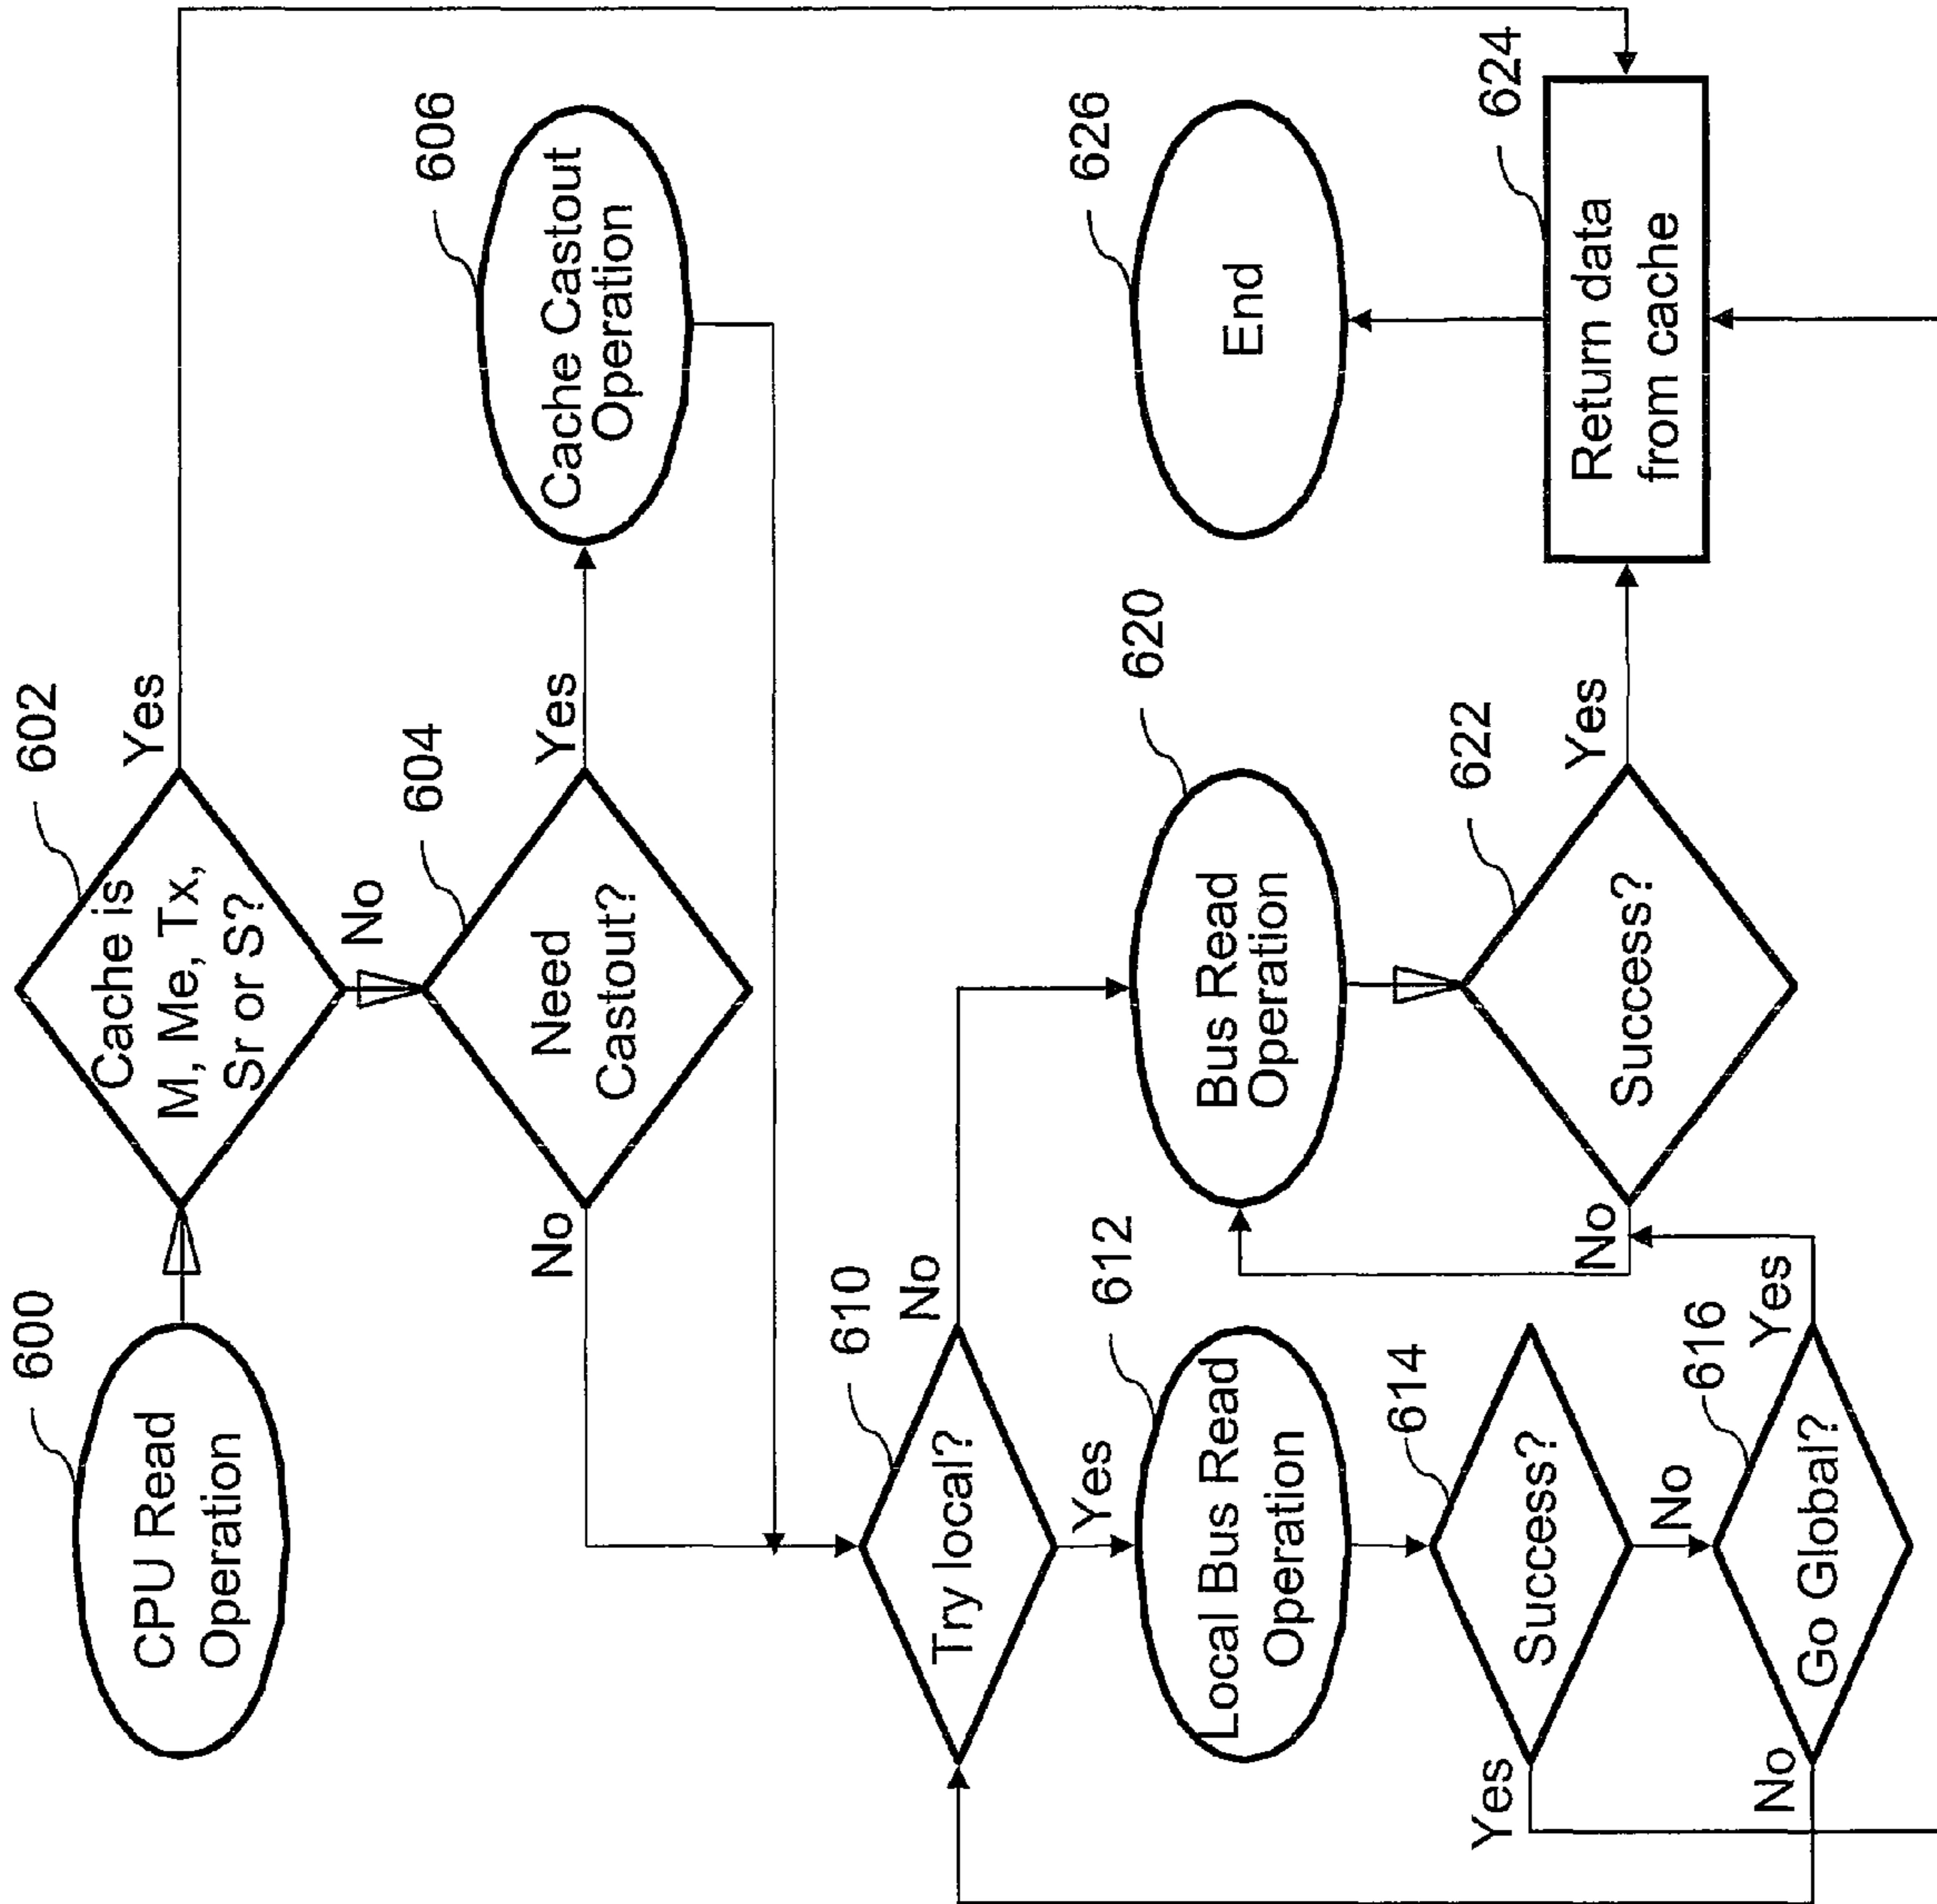 600
CPU Read
Operation
602
Cache is
M, Me, Tx,
Sr or S?
Yes
No
604
Need
Castout?
Yes
No
606
Cache Castout
Operation
610
Try local?
No
Yes
612
Local Bus Read
Operation
614
Success?
Yes
No
616
Go Global?
Yes
No
620
Bus Read
Operation
622
Success?
Yes
No
624
Return data
from cache
626
End